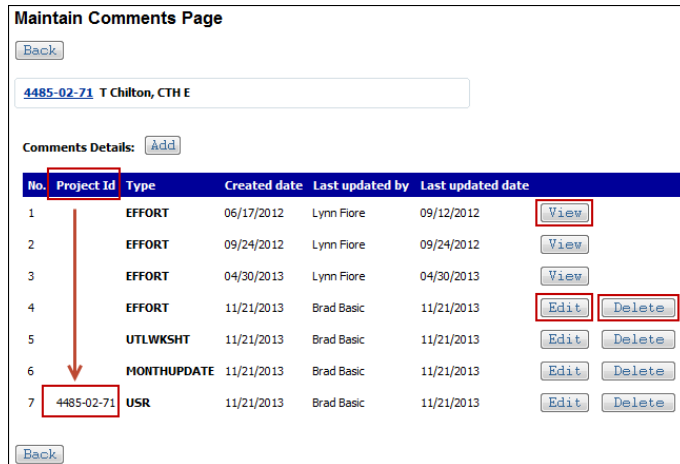 Maintain Comments Page
Back
4485-02-71 T Chilton, CTH E
Comments Details: Add
No. Project Id Type Created date Last updated by Last updated date
1 EFFORT 06/17/2012 Lynn Fiore 09/12/2012 View
2 EFFORT 09/24/2012 Lynn Fiore 09/24/2012 View
3 EFFORT 04/30/2013 Lynn Fiore 04/30/2013 View
4 EFFORT 11/21/2013 Brad Basic 11/21/2013 Edit Delete
5 UTLWKSHT 11/21/2013 Brad Basic 11/21/2013 Edit Delete
6 MONTHUPDATE 11/21/2013 Brad Basic 11/21/2013 Edit Delete
7 4485-02-71 USR 11/21/2013 Brad Basic 11/21/2013 Edit Delete
Back